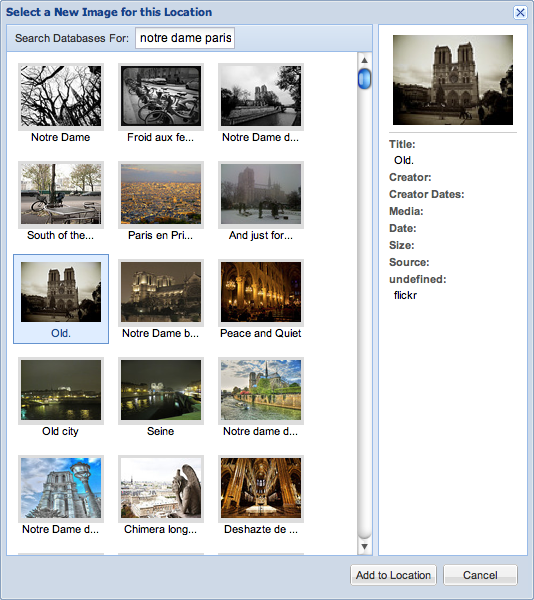 Select a New Image for this Location
Search Databases For: notre dame paris
Notre Dame
Froid aux fe...
Notre Dame d...
South of the...
Paris en Pri...
And just for...
Old.
Notre Dame b...
Peace and Quiet
Old city
Seine
Notre dame d...
Notre Dame d...
Chimera long...
Deshazte de ...
Title:
Old.
Creator:
Creator Dates:
Media:
Date:
Size:
Source:
undefined:
flickr
Add to Location
Cancel